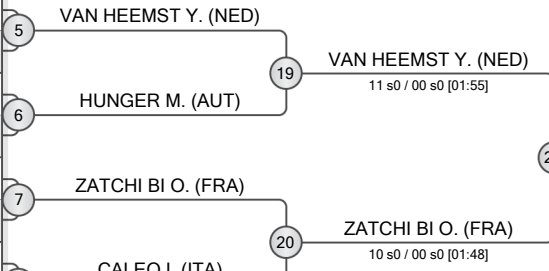 VAN HEEMST Y. (NED)
5
19
VAN HEEMST Y. (NED)
11 s0 / 00 s0 [01:55]
HUNGER M. (AUT)
6
ZATCHI BI O. (FRA)
7
20
ZATCHI BI O. (FRA)
10 s0 / 00 s0 [01:48]